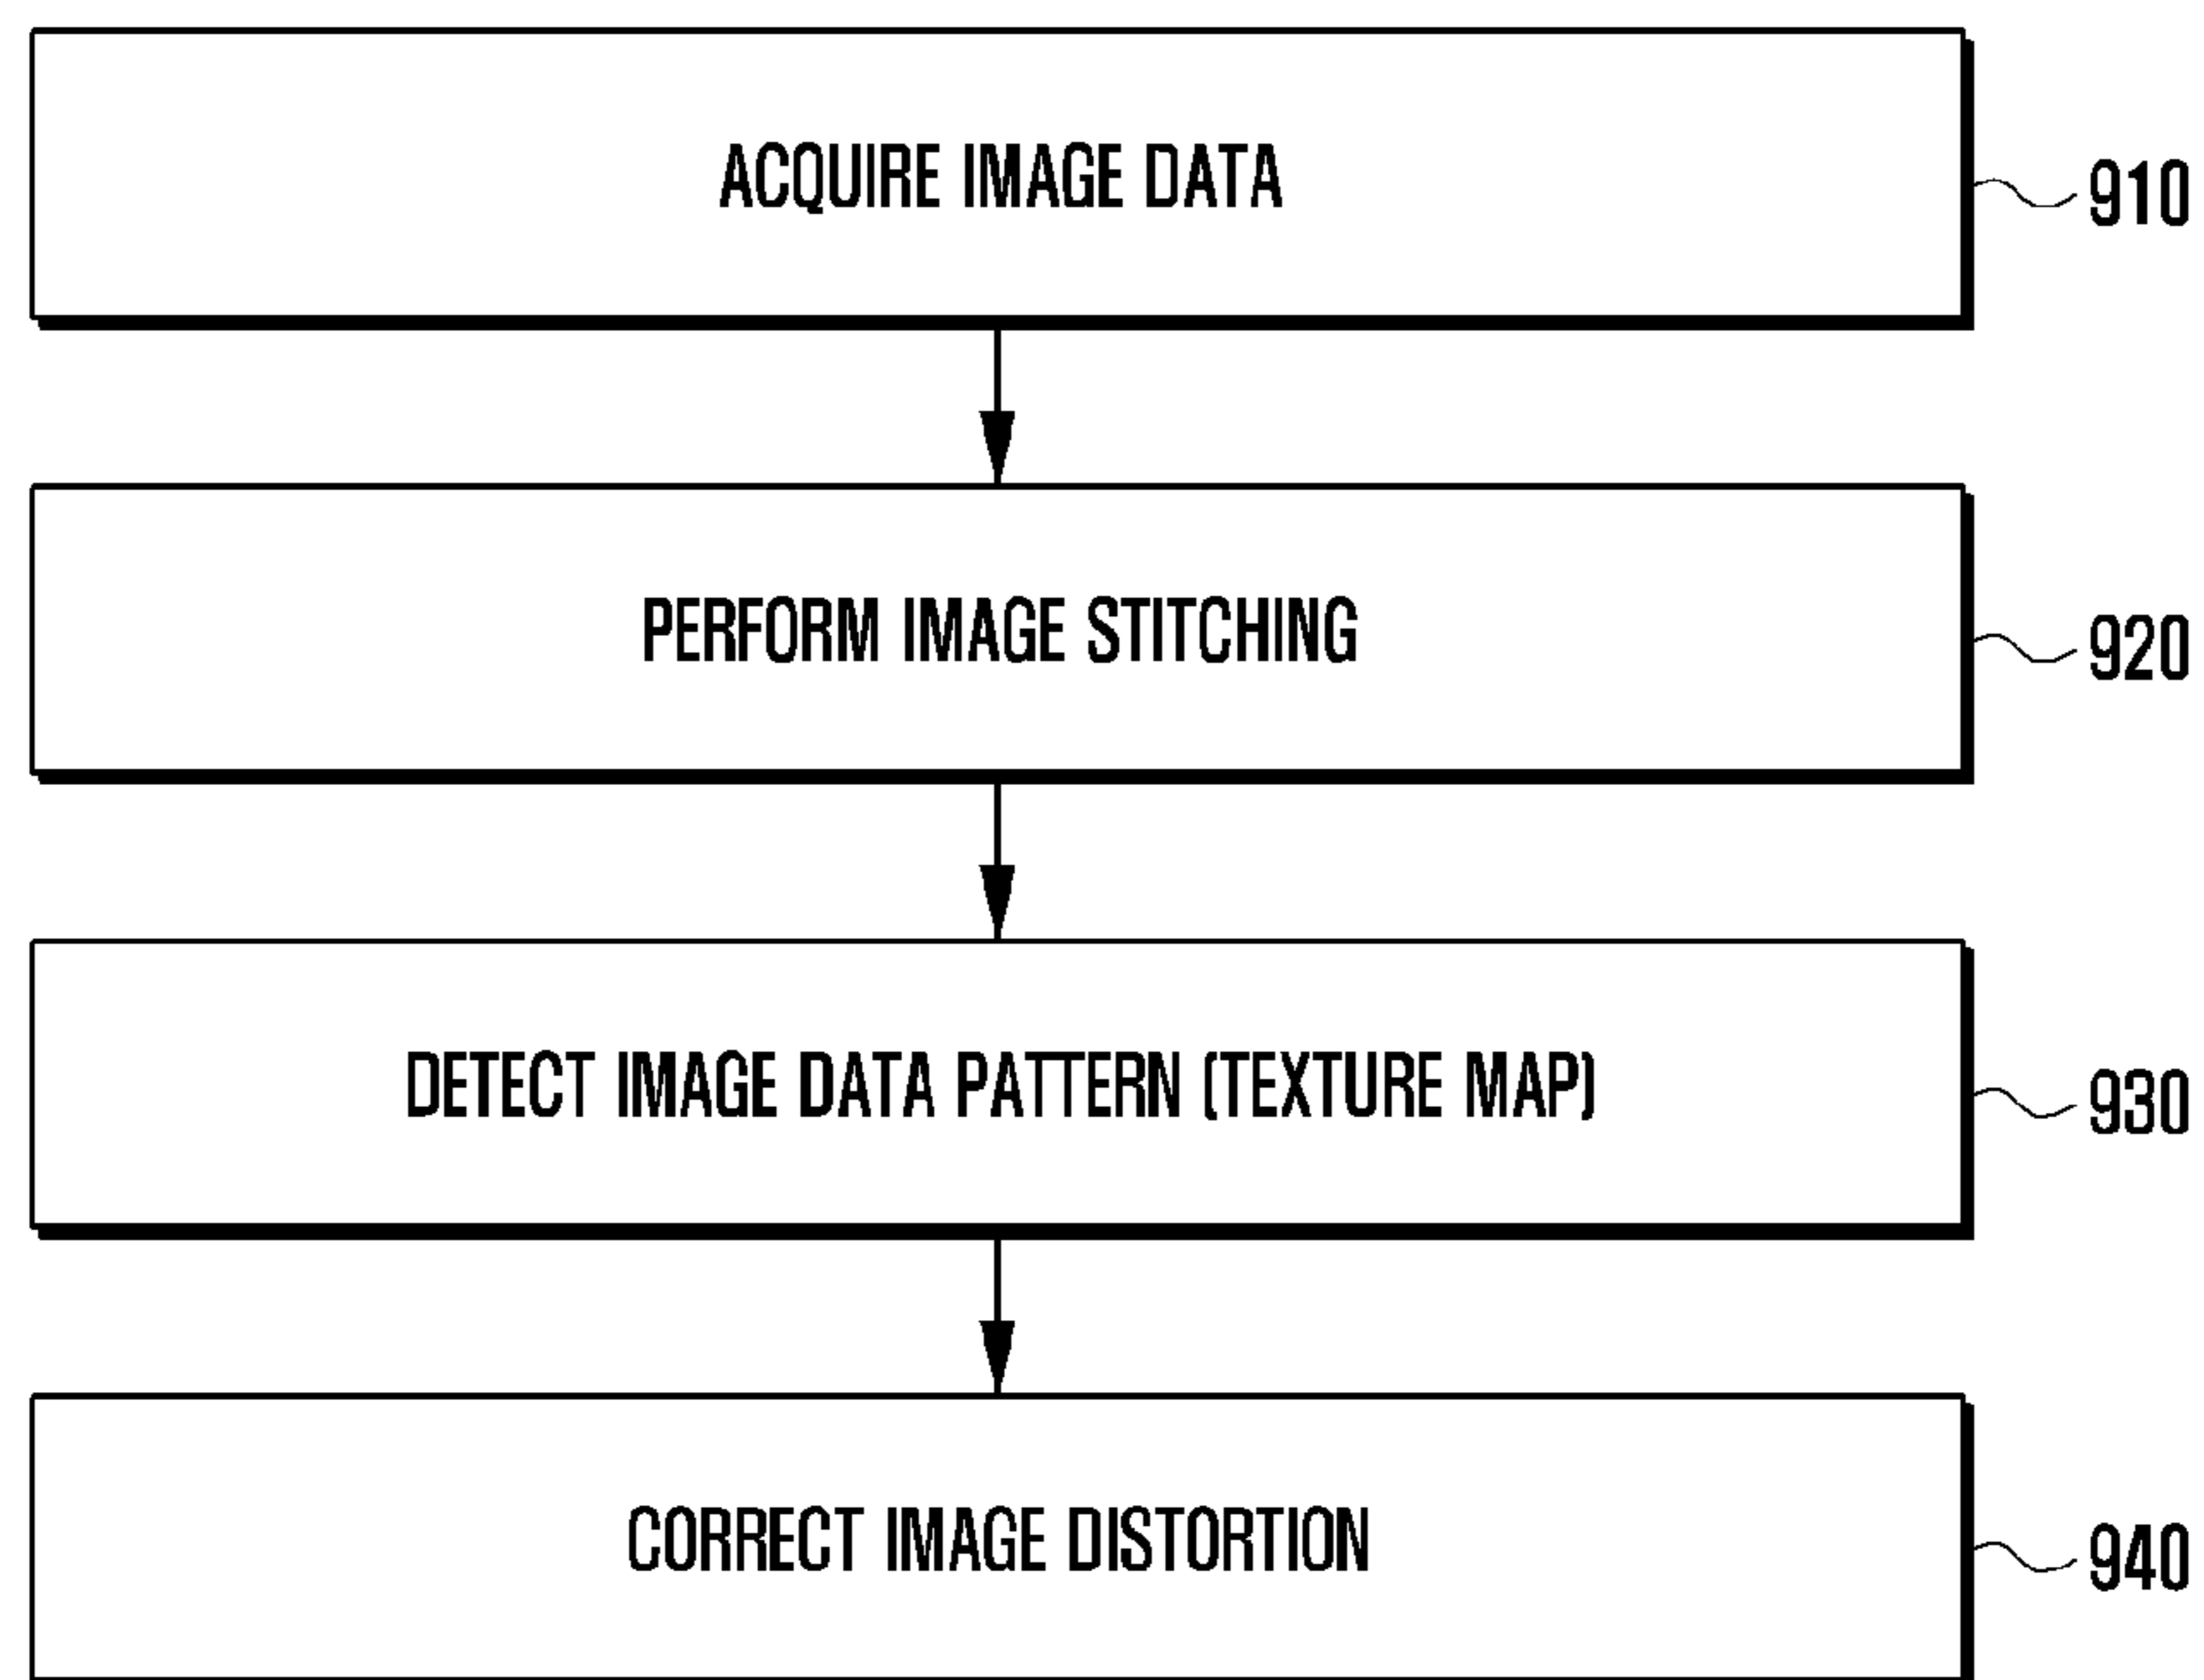 ACQUIRE IMAGE DATA
910
PERFORM IMAGE STITCHING
920
DETECT IMAGE DATA PATTERN (TEXTURE MAP)
930
CORRECT IMAGE DISTORTION
940